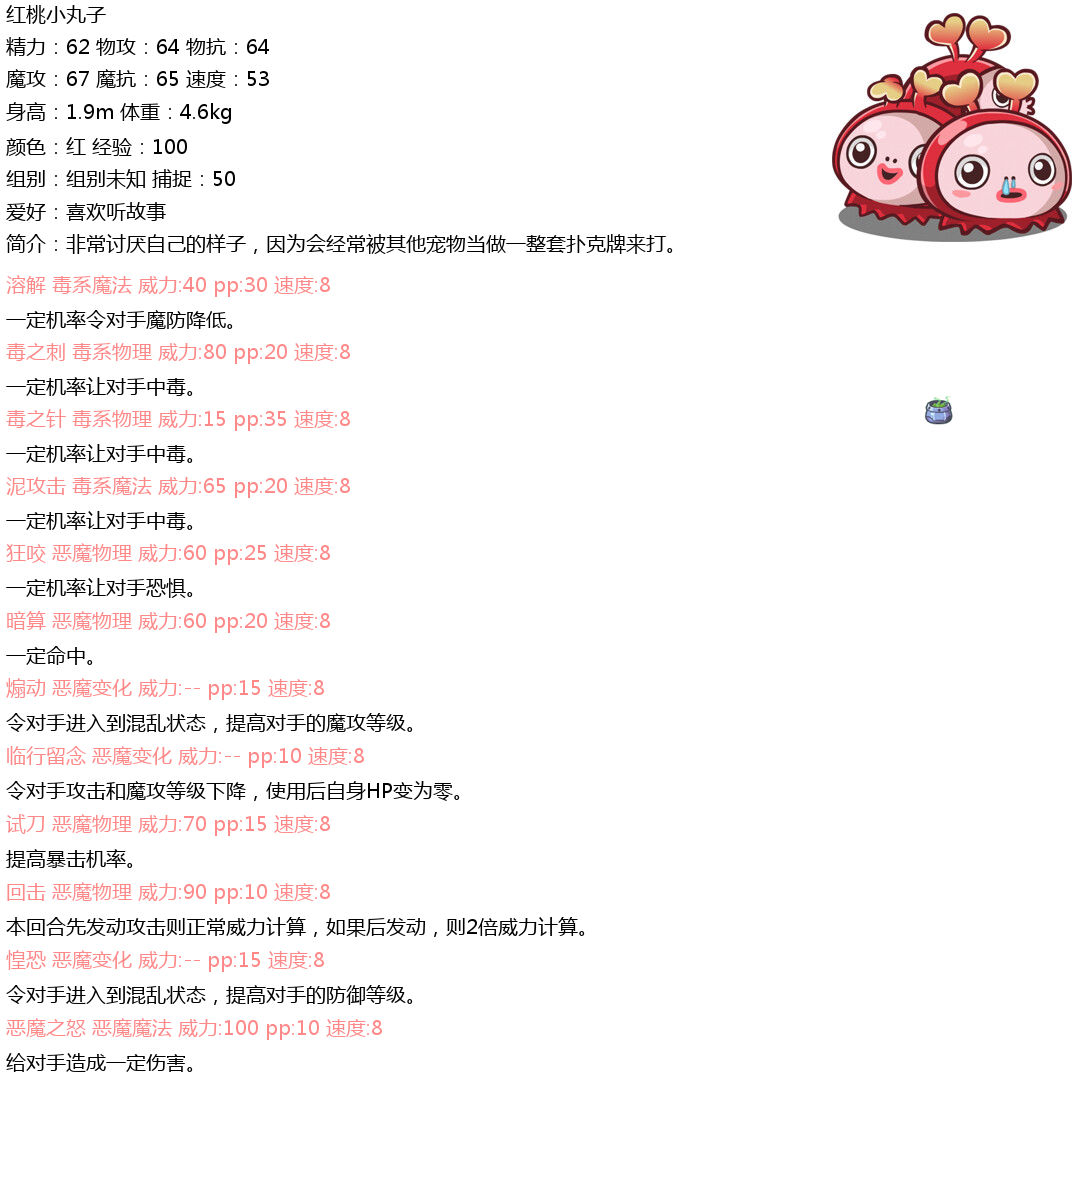 红桃小丸子
精力：62 物攻：64 物抗：64
魔攻：67 魔抗：65 速度：53
身高：1.9m 体重：4.6kg
颜色：红 经验：100
组别：组别未知 捕捉：50
爱好：喜欢听故事
简介：非常讨厌自己的样子，因为会经常被其他宠物当做一整套扑克牌来打。
溶解 毒系魔法 威力:40 pp:30 速度:8
一定机率令对手魔防降低。
毒之刺 毒系物理 威力:80 pp:20 速度:8
一定机率让对手中毒。
毒之针 毒系物理 威力:15 pp:35 速度:8
一定机率让对手中毒。
泥攻击 毒系魔法 威力:65 pp:20 速度:8
一定机率让对手中毒。
狂咬 恶魔物理 威力:60 pp:25 速度:8
一定机率让对手恐惧。
暗算 恶魔物理 威力:60 pp:20 速度:8
一定命中。
煽动 恶魔变化 威力:-- pp:15 速度:8
令对手进入到混乱状态，提高对手的魔攻等级。
临行留念 恶魔变化 威力:-- pp:10 速度:8
令对手攻击和魔攻等级下降，使用后自身HP变为零。
试刀 恶魔物理 威力:70 pp:15 速度:8
提高暴击机率。
回击 恶魔物理 威力:90 pp:10 速度:8
本回合先发动攻击则正常威力计算，如果后发动，则2倍威力计算。
惶恐 恶魔变化 威力:-- pp:15 速度:8
令对手进入到混乱状态，提高对手的防御等级。
恶魔之怒 恶魔魔法 威力:100 pp:10 速度:8
给对手造成一定伤害。